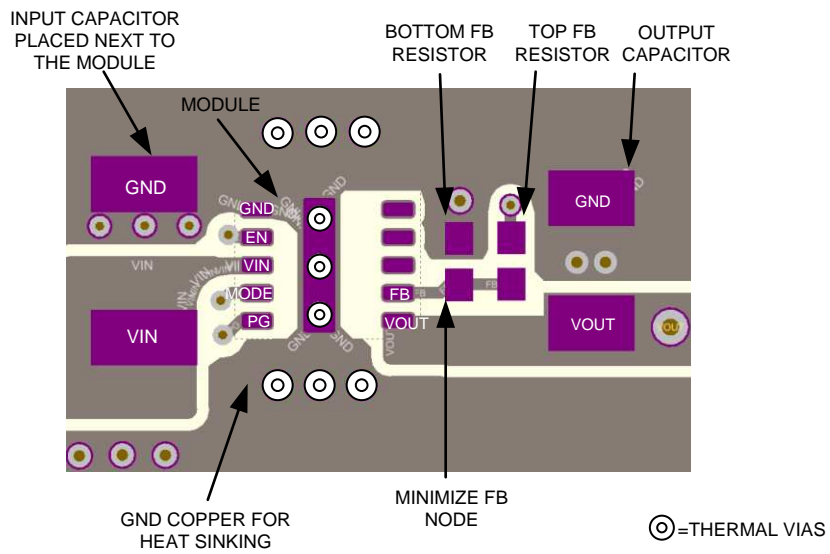 INPUT CAPACITOR
PLACED NEXT TO
THE MODULE
BOTTOM FB
RESISTOR
TOP FB
RESISTOR
OUTPUT
CAPACITOR
MODULE
GND
GND
GND
EN
VIN
VIN
MODE
FB
FB
FB
PG
VOUT
VIN
VOUT
GND COPPER FOR
HEAT SINKING
MINIMIZE FB
NODE
=THERMAL VIAS